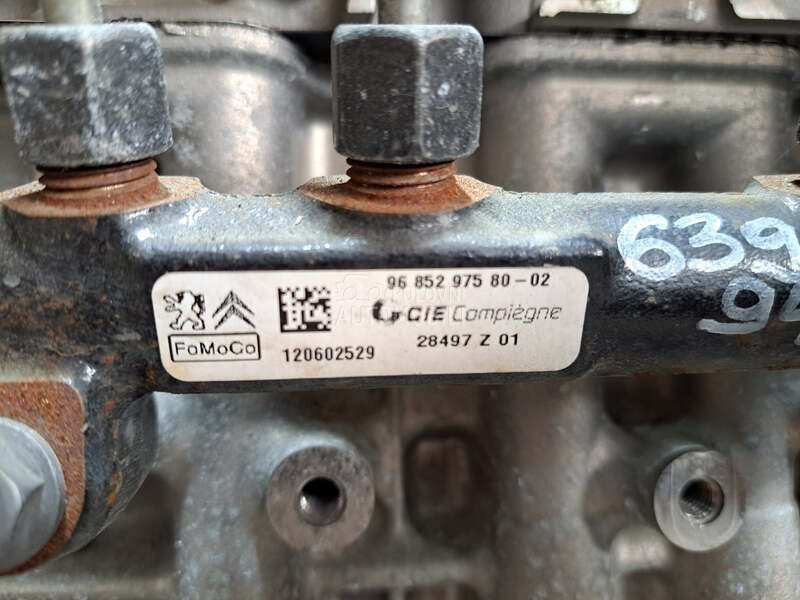 96 852 975 80-02
CIE Compiègne
FoMoCo
120602529
28497 Z 01
639